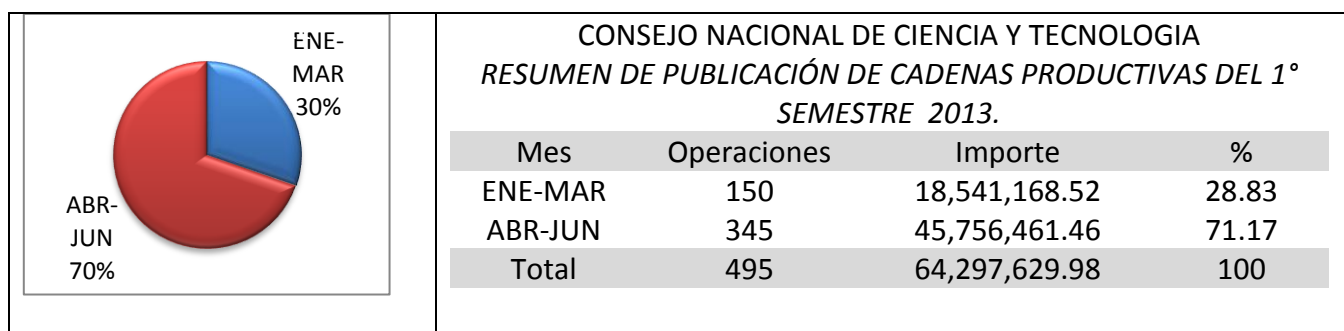 ENE-
MAR
30%
ABR-
JUN
70%
CONSEJO NACIONAL DE CIENCIA Y TECNOLOGIA
RESUMEN DE PUBLICACIÓN DE CADENAS PRODUCTIVAS DEL 1°
SEMESTRE 2013.
Mes Operaciones Importe %
ENE-MAR 150 18,541,168.52 28.83
ABR-JUN 345 45,756,461.46 71.17
Total 495 64,297,629.98 100